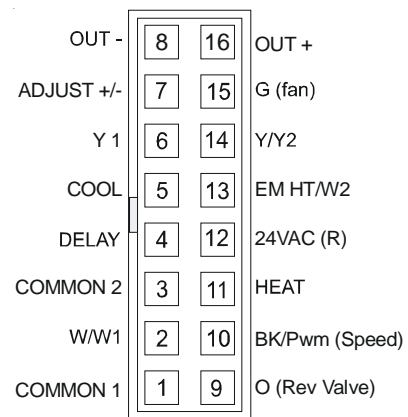 OUT - 8 16 OUT +
ADJUST +/- 7 15 G (fan)
Y 1 6 14 Y/Y2
COOL 5 13 EM HT/W2
DELAY 4 12 24VAC (R)
COMMON 2 3 11 HEAT
W/W1 2 10 BK/Pwm (Speed)
COMMON 1 1 9 O (Rev Valve)